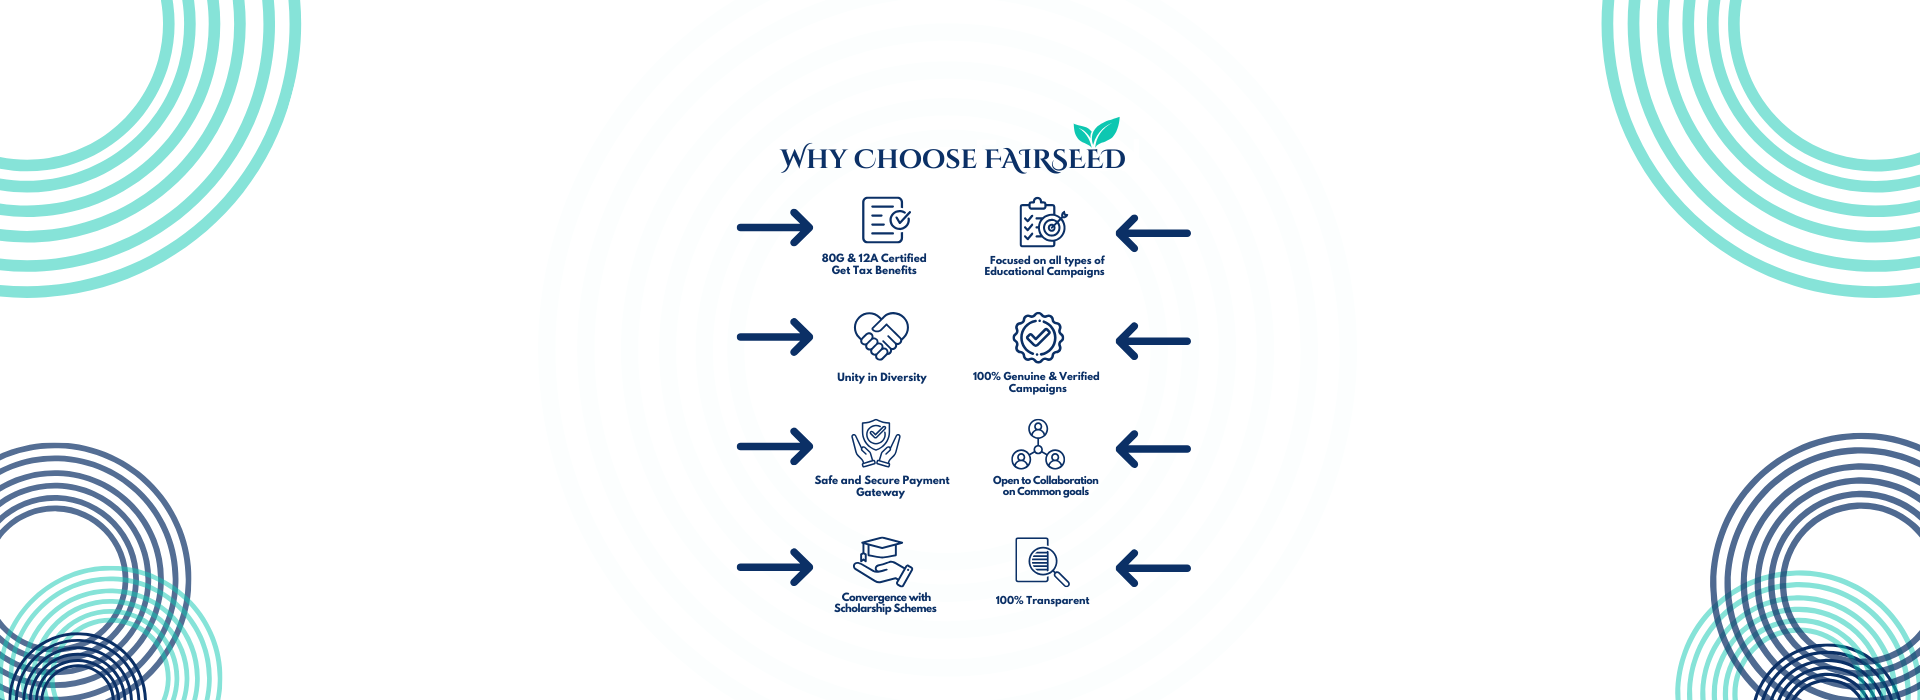 WHY CHOOSE FAIRSEED
80G & 12A Certified
Get Tax Benefits
Focused on all types of
Educational Campaigns
Unity in Diversity
100% Genuine & Verified
Campaigns
Safe and Secure Payment
Gateway
Open to Collaboration
on Common goals
Convergence with
Scholarship Schemes
100% Transparent